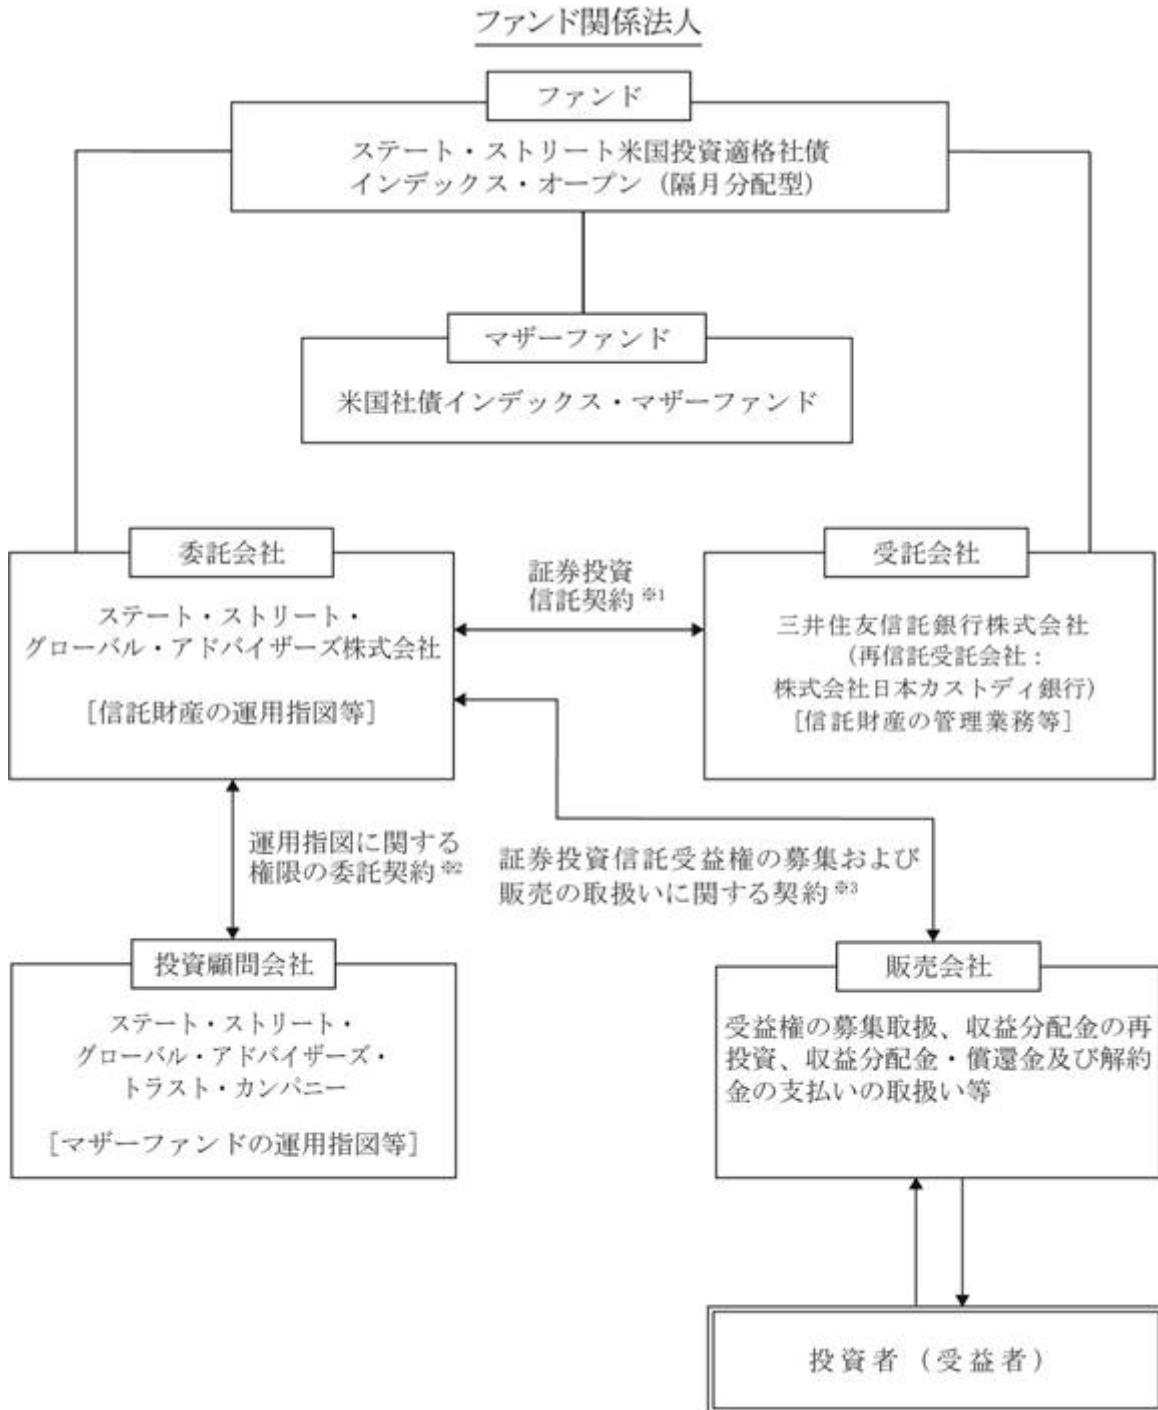 ファンド関係法人
ファンド
ステート・ストリート米国投資適格社債
インデックス・オープン（隔月分配型）
マザーファンド
米国社債インデックス・マザーファンド
委託会社
ステート・ストリート・
グローバル・アドバイザーズ株式会社
［信託財産の運用指図等］
証券投資
信託契約※1
受託会社
三井住友信託銀行株式会社
（再信託受託会社：
株式会社日本カストディ銀行）
［信託財産の管理業務等］
運用指図に関する
権限の委託契約※2
証券投資信託受益権の募集および
販売の取扱いに関する契約※3
投資顧問会社
ステート・ストリート・
グローバル・アドバイザーズ・
トラスト・カンパニー
［マザーファンドの運用指図等］
販売会社
受益権の募集取扱、収益分配金の再
投資、収益分配金・償還金及び解約
金の支払いの取扱い等
投資者（受益者）